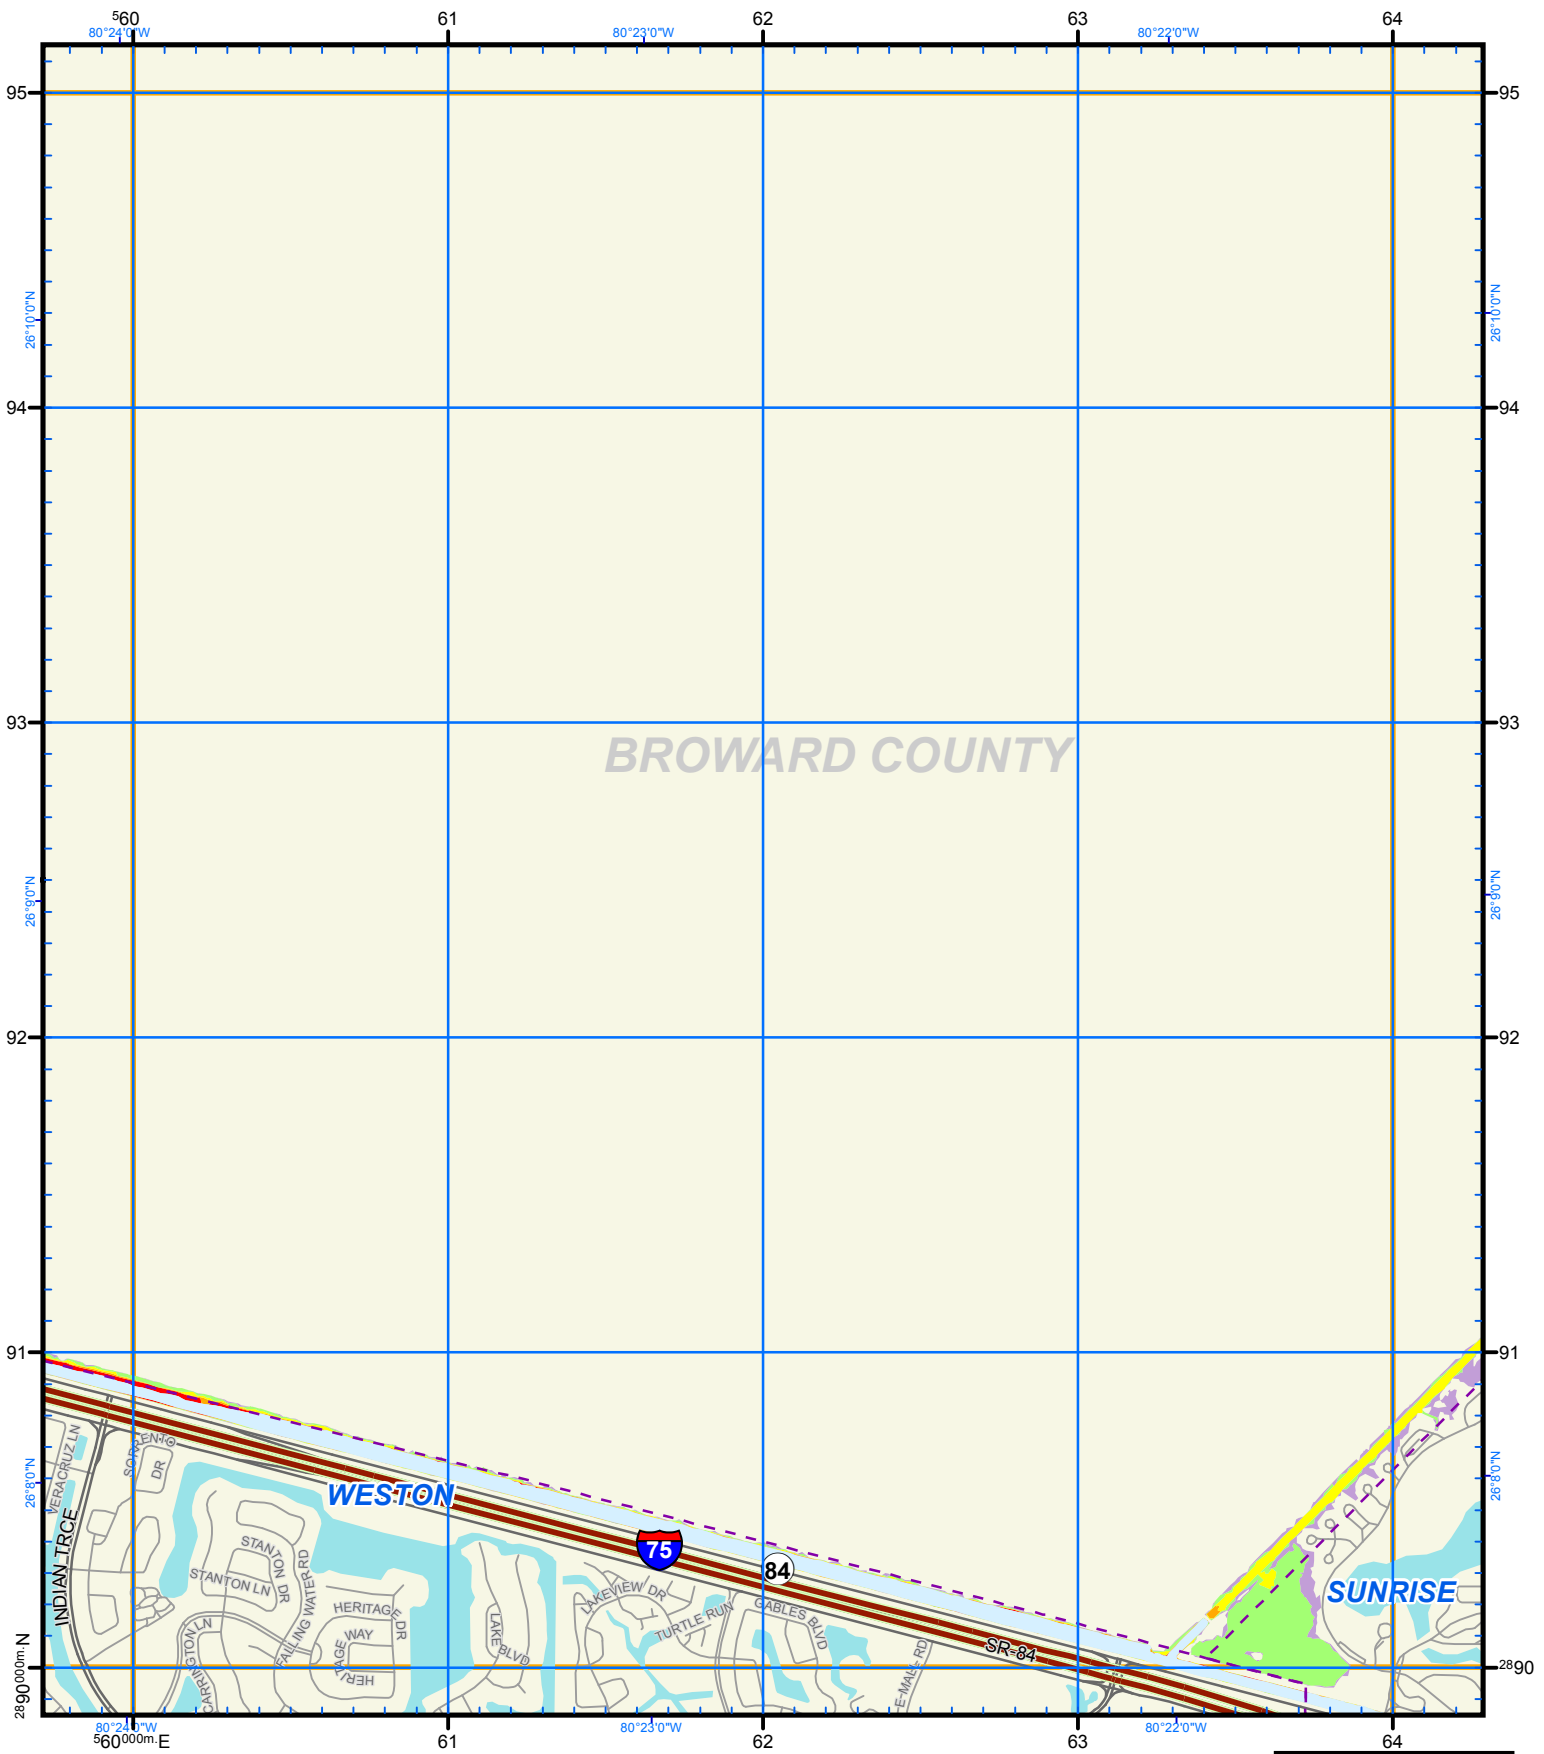 ⁵60 61 62 63 64
80°24'0"W 80°23'0"W 80°22'0"W
95 95
26°10'0"N 26°10'0"N
94 94
93 93
BROWARD COUNTY
26°9'0"N 26°9'0"N
92 92
91 91
VERACRUZ LN
SORRENTO
DR
26°8'0"N 26°8'0"N
WESTON
INDIAN TRCE
STANTON DR
STANTON LN
75
84
FALLING WATER RD
LAKEVIEW DR
SUNRISE
HERITAGE DR
TURTLE RUN
GABLES BLVD
CARRINGTON LN
HERITAGE WAY
LAKE BLVD
E-MALL RD
SR-84
²⁸90⁰⁰⁰ᵐ·N ²⁸90
80°24'0"W 80°23'0"W 80°22'0"W
⁵60⁰⁰⁰ᵐ·E 61 62 63 64